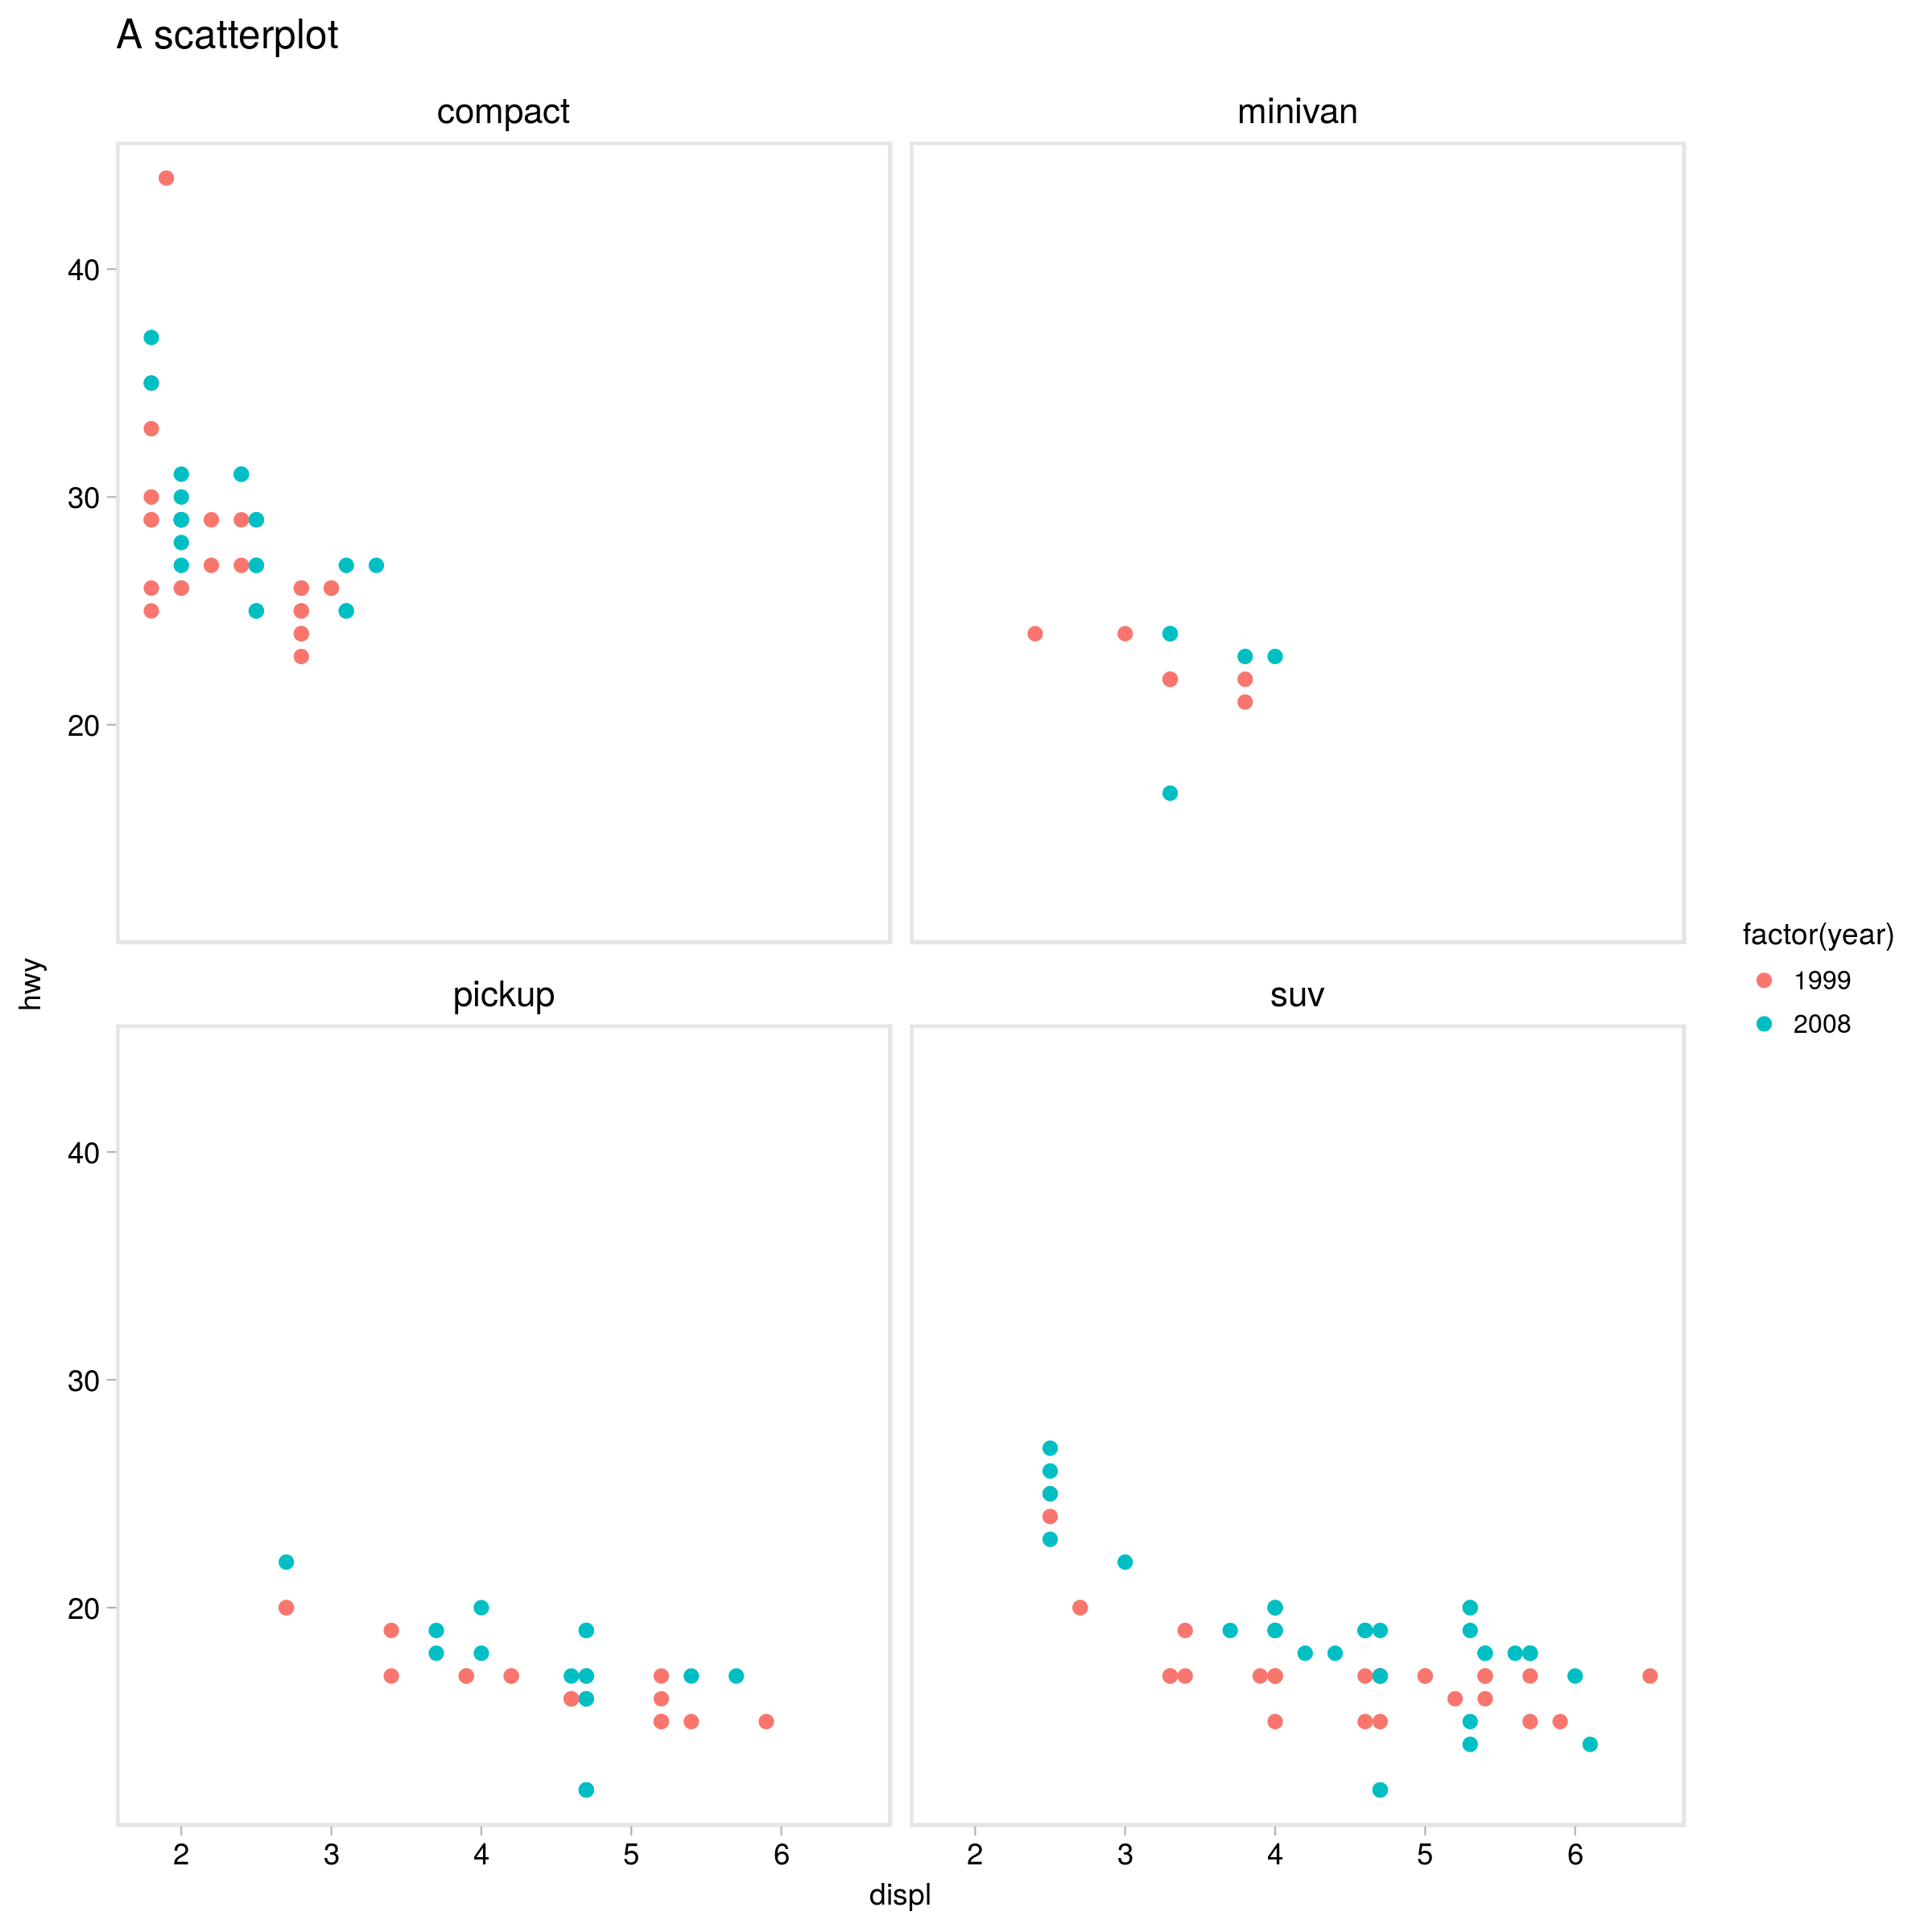 A scatterplot
compact
minivan
40
30
20
hwy
pickup
suv
40
30
20
2 3 4 5 6
2 3 4 5 6
displ
factor(year)
1999
2008